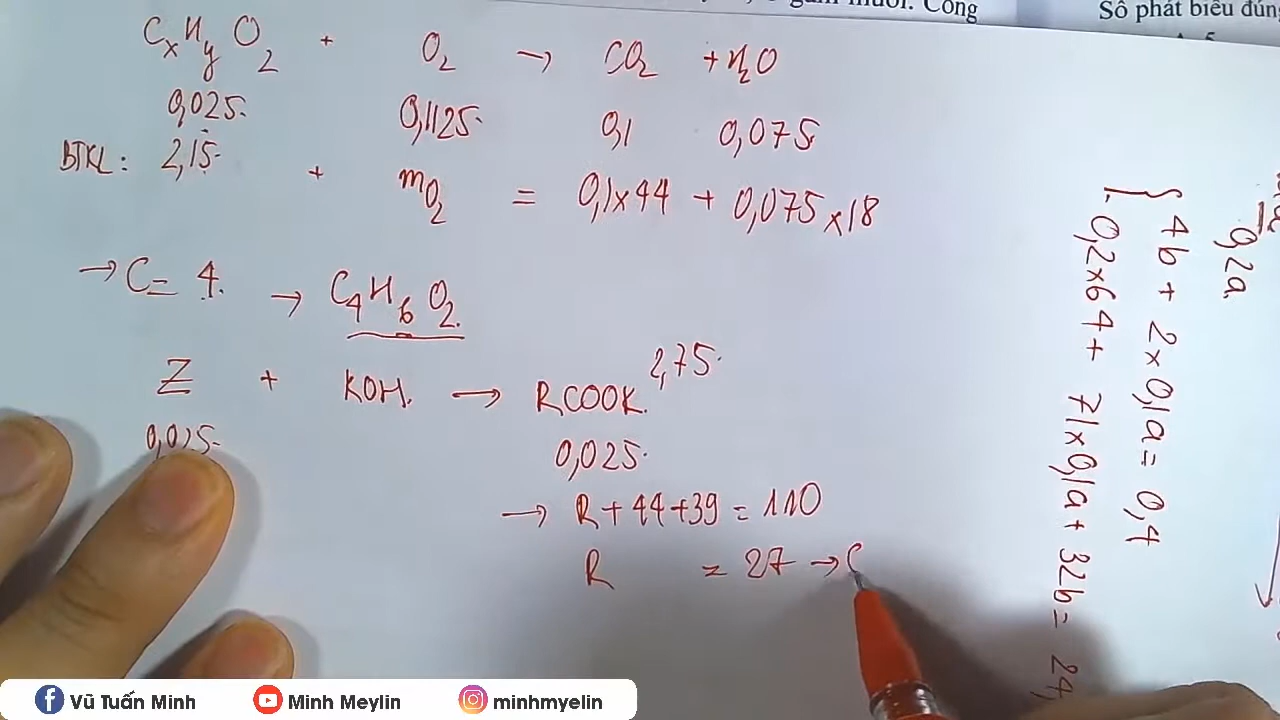 gam muối. Công
Số phát biểu đúng
CxHyO2 + O2 → CO2 + H2O
0,025 0,1125 0,1 0,075
BTKL: 2,15 + mO2 = 0,1x44 + 0,075x18
→ C = 4. → C4H6O2.
Z + KOH. → RCOOK. 2,75
0,025 0,025
→ R + 44 + 39 = 110
R = 27 → C
0,2a
4b + 2x0,1a = 0,4
0,2x64 + 71x0,1a + 32b = 24,
Vũ Tuấn Minh Minh Meylin minhmyelin